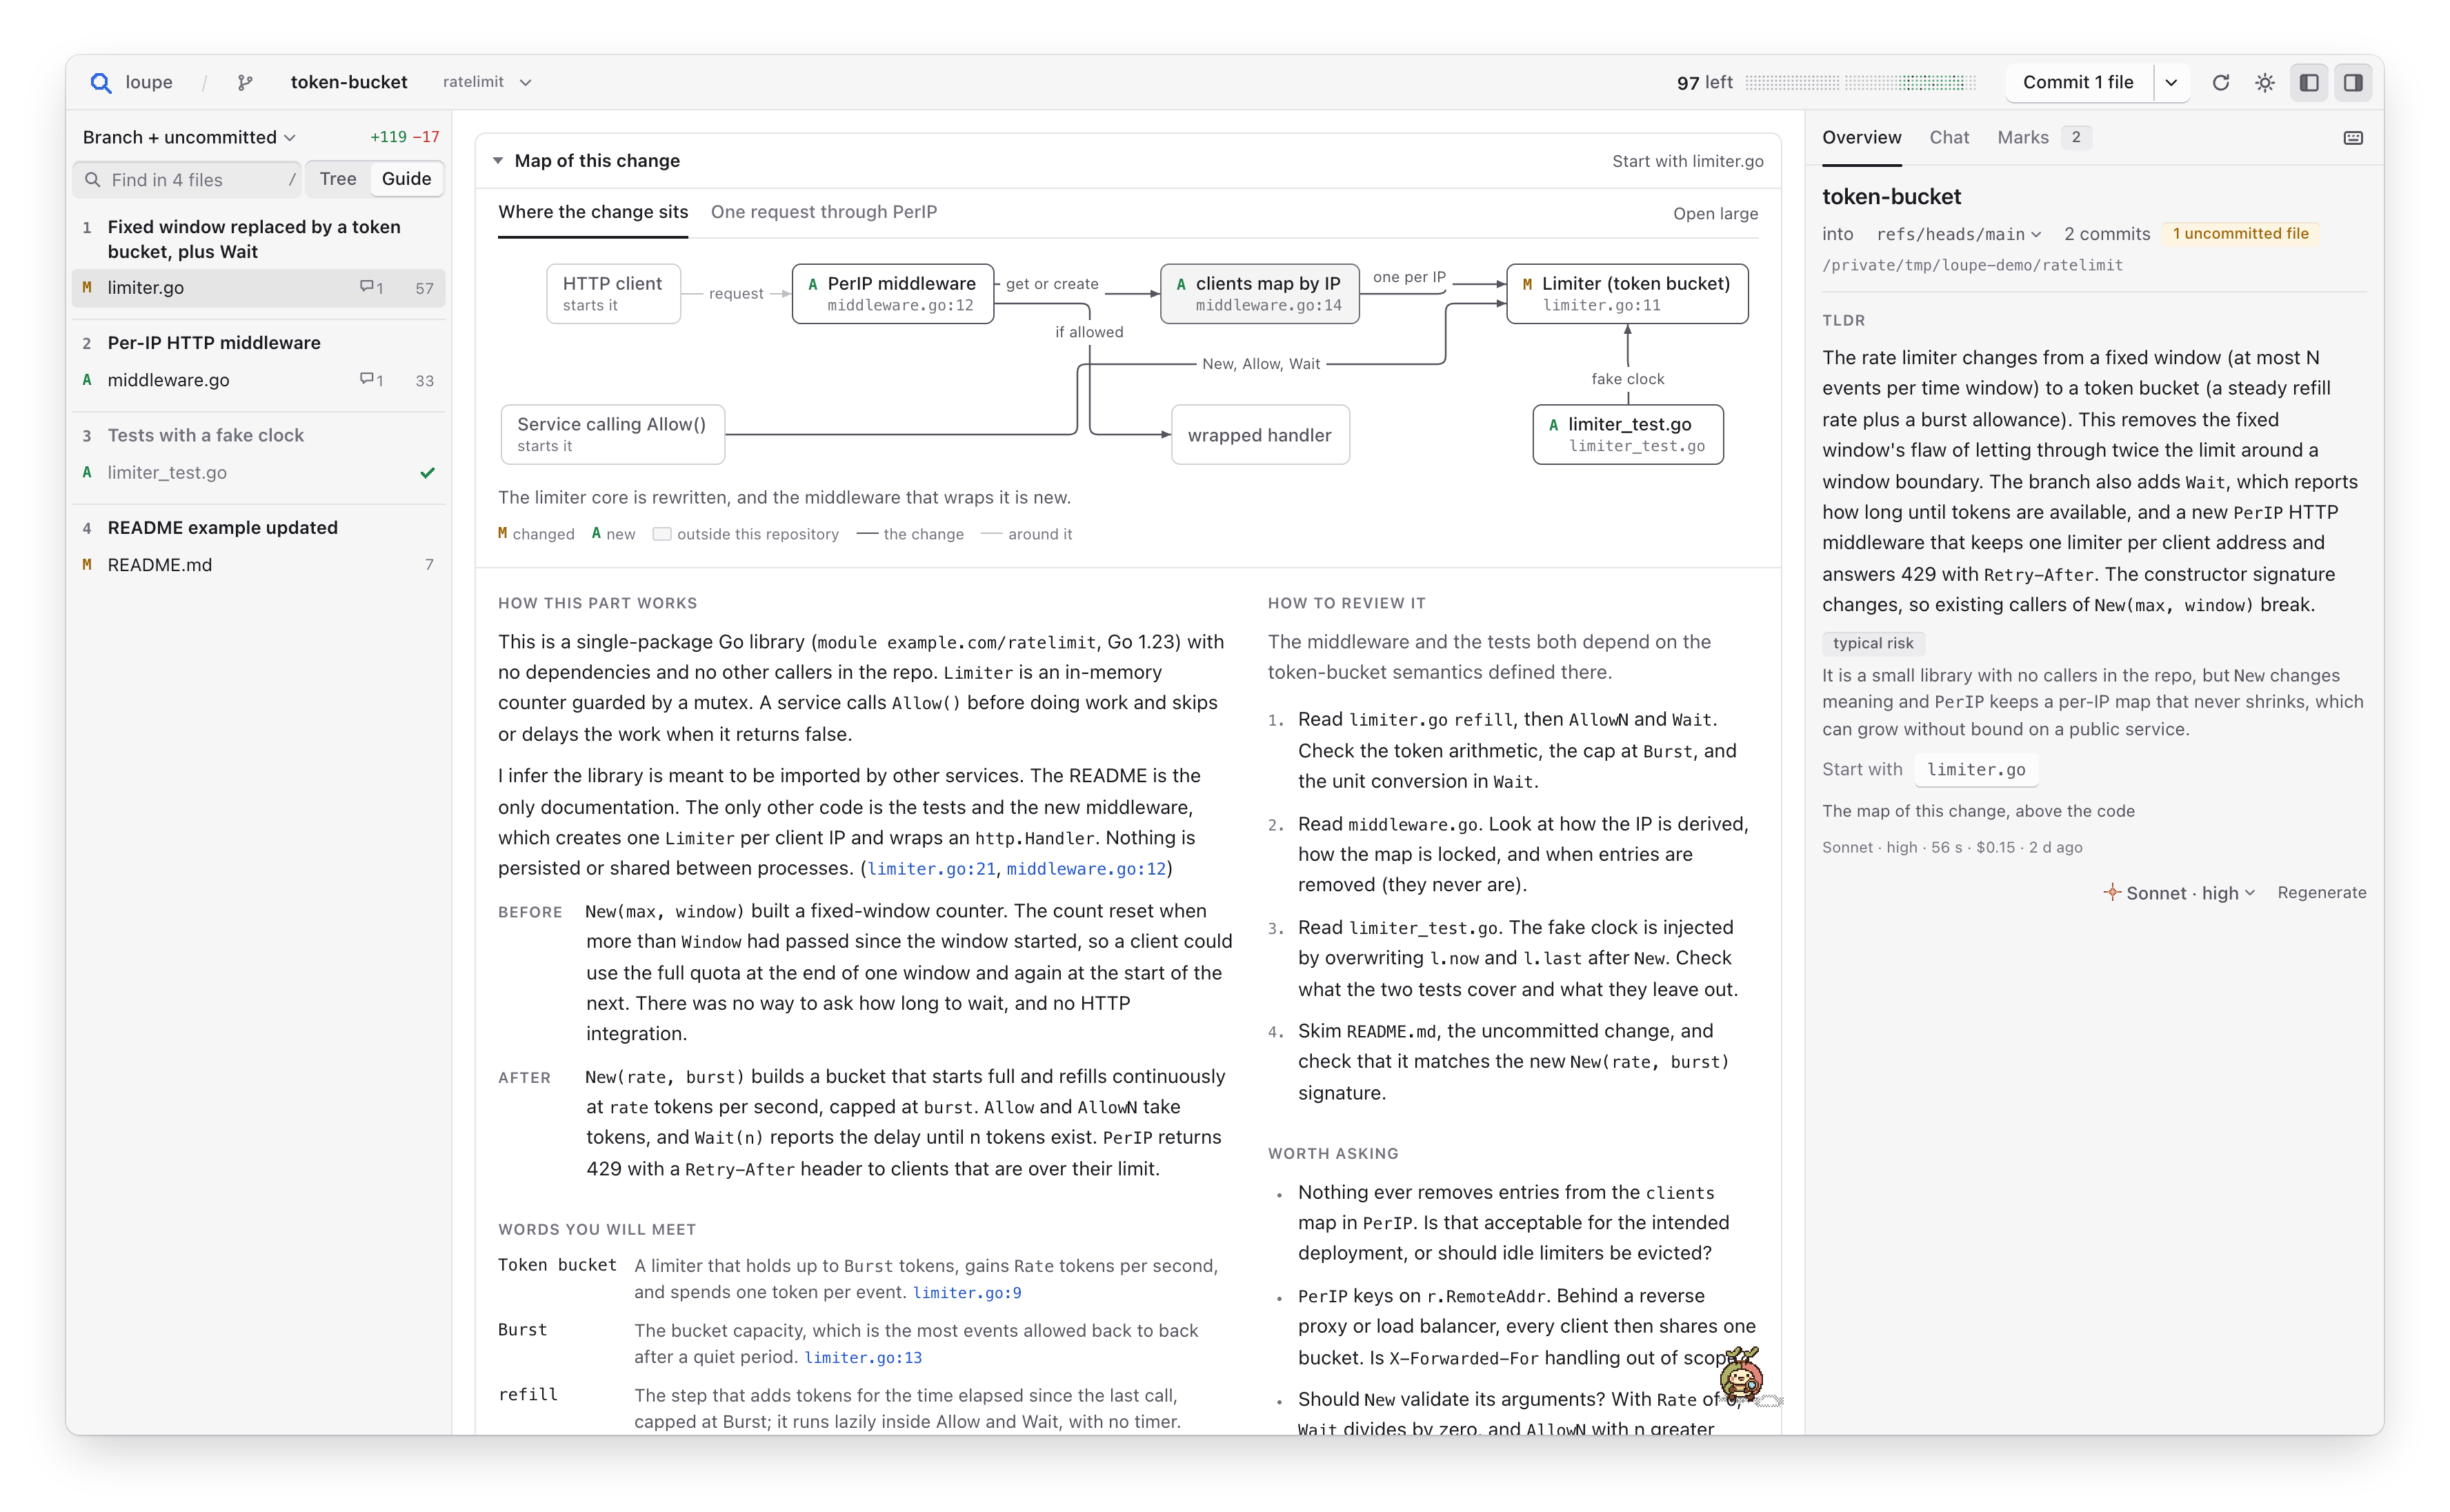 loupe / token-bucket ratelimit
97 left
Commit 1 file
Branch + uncommitted
+119 −17
Find in 4 files /
Tree
Guide
1 Fixed window replaced by a token
bucket, plus Wait
M limiter.go 1 57
2 Per-IP HTTP middleware
A middleware.go 1 33
3 Tests with a fake clock
A limiter_test.go
4 README example updated
M README.md 7
Map of this change
Start with limiter.go
Where the change sits
One request through PerIP
Open large
HTTP client
starts it
request
A PerIP middleware
middleware.go:12
get or create
A clients map by IP
middleware.go:14
one per IP
M Limiter (token bucket)
limiter.go:11
if allowed
New, Allow, Wait
fake clock
Service calling Allow()
starts it
wrapped handler
A limiter_test.go
limiter_test.go
The limiter core is rewritten, and the middleware that wraps it is new.
M changed A new outside this repository the change around it
HOW THIS PART WORKS
This is a single-package Go library (module example.com/ratelimit, Go 1.23) with
no dependencies and no other callers in the repo. Limiter is an in-memory
counter guarded by a mutex. A service calls Allow() before doing work and skips
or delays the work when it returns false.
I infer the library is meant to be imported by other services. The README is the
only documentation. The only other code is the tests and the new middleware,
which creates one Limiter per client IP and wraps an http.Handler. Nothing is
persisted or shared between processes. (limiter.go:21, middleware.go:12)
BEFORE New(max, window) built a fixed-window counter. The count reset when
more than Window had passed since the window started, so a client could
use the full quota at the end of one window and again at the start of the
next. There was no way to ask how long to wait, and no HTTP
integration.
AFTER New(rate, burst) builds a bucket that starts full and refills continuously
at rate tokens per second, capped at burst. Allow and AllowN take
tokens, and Wait(n) reports the delay until n tokens exist. PerIP returns
429 with a Retry-After header to clients that are over their limit.
WORDS YOU WILL MEET
Token bucket A limiter that holds up to Burst tokens, gains Rate tokens per second,
and spends one token per event. limiter.go:9
Burst The bucket capacity, which is the most events allowed back to back
after a quiet period. limiter.go:13
refill The step that adds tokens for the time elapsed since the last call,
capped at Burst; it runs lazily inside Allow and Wait, with no timer.
HOW TO REVIEW IT
The middleware and the tests both depend on the
token-bucket semantics defined there.
1. Read limiter.go refill, then AllowN and Wait.
Check the token arithmetic, the cap at Burst, and
the unit conversion in Wait.
2. Read middleware.go. Look at how the IP is derived,
how the map is locked, and when entries are
removed (they never are).
3. Read limiter_test.go. The fake clock is injected
by overwriting l.now and l.last after New. Check
what the two tests cover and what they leave out.
4. Skim README.md, the uncommitted change, and
check that it matches the new New(rate, burst)
signature.
WORTH ASKING
• Nothing ever removes entries from the clients
map in PerIP. Is that acceptable for the intended
deployment, or should idle limiters be evicted?
• PerIP keys on r.RemoteAddr. Behind a reverse
proxy or load balancer, every client then shares one
bucket. Is X-Forwarded-For handling out of scope
• Should New validate its arguments? With Rate of
Wait divides by zero, and AllowN with n greater
Overview
Chat
Marks 2
token-bucket
into refs/heads/main 2 commits 1 uncommitted file
/private/tmp/loupe-demo/ratelimit
TLDR
The rate limiter changes from a fixed window (at most N
events per time window) to a token bucket (a steady refill
rate plus a burst allowance). This removes the fixed
window's flaw of letting through twice the limit around a
window boundary. The branch also adds Wait, which reports
how long until tokens are available, and a new PerIP HTTP
middleware that keeps one limiter per client address and
answers 429 with Retry-After. The constructor signature
changes, so existing callers of New(max, window) break.
typical risk
It is a small library with no callers in the repo, but New changes
meaning and PerIP keeps a per-IP map that never shrinks, which
can grow without bound on a public service.
Start with limiter.go
The map of this change, above the code
Sonnet · high · 56 s · $0.15 · 2 d ago
Sonnet · high
Regenerate